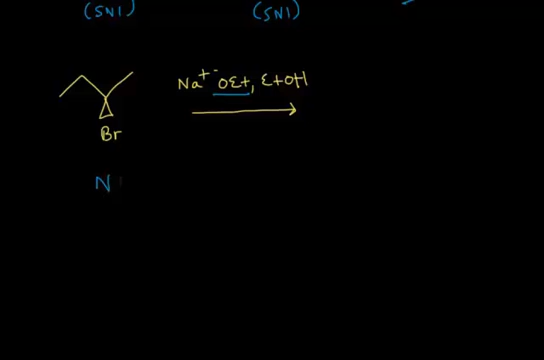 (SN1) (SN1)
Na+ -OEt, EtOH
Br
N